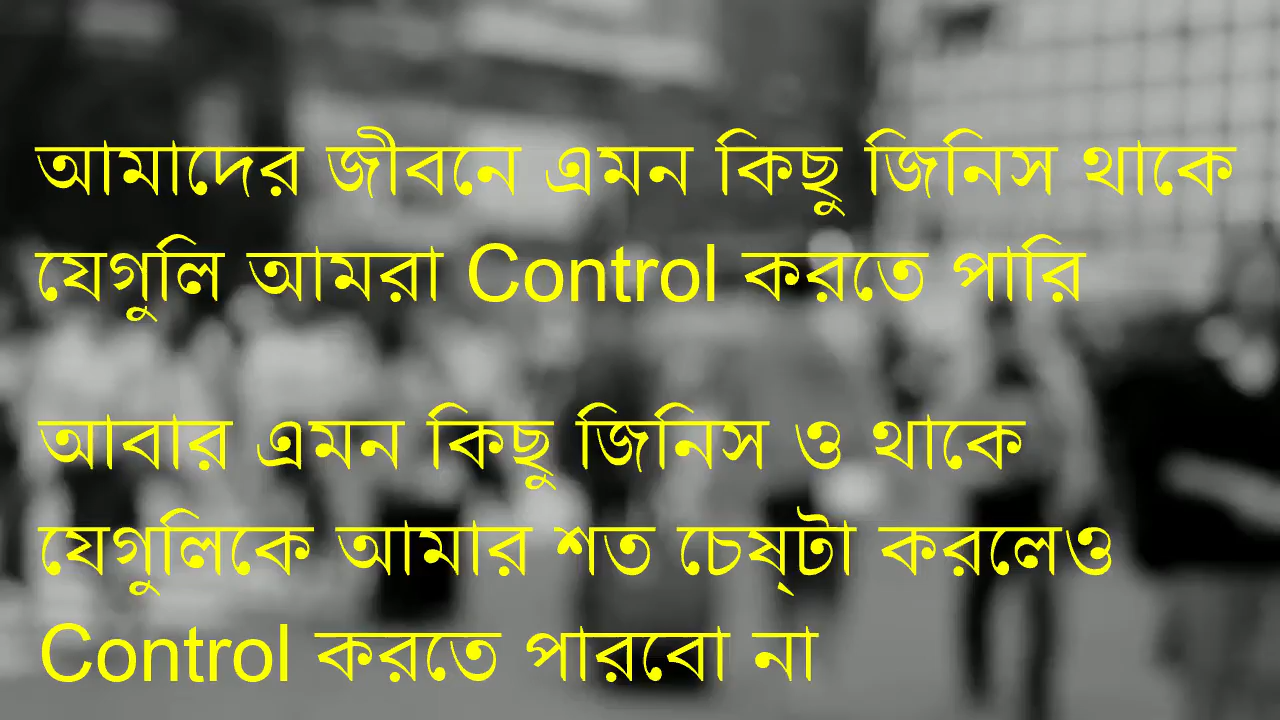 আমাদের জীবনে এমন কিছু জিনিস থাকে
যেগুলি আমরা Control করতে পারি
আবার এমন কিছু জিনিস ও থাকে
যেগুলিকে আমার শত চেষ্‌টা করলেও
Control করতে পারবো না